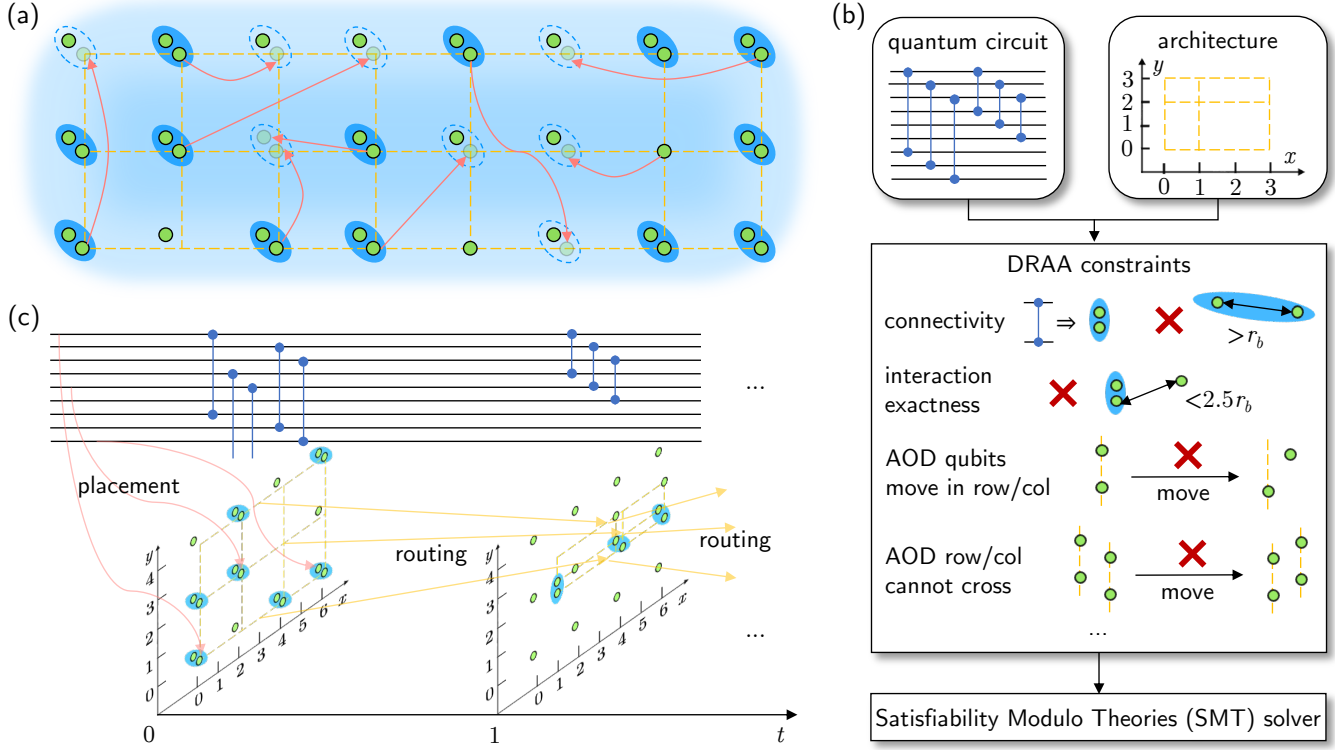 (a)
(b)
quantum circuit
architecture
y
3
2
1
0
x
0 1 2 3
DRAA constraints
connectivity
⇒
>r_b
interaction
exactness
<2.5r_b
AOD qubits
move in row/col
move
AOD row/col
cannot cross
move
...
Satisfiability Modulo Theories (SMT) solver
(c)
...
placement
routing
routing
y
4
3
2
1
0
0 1 2 3 4 5 6 x
y
4
3
2
1
0
0 1 2 3 4 5 6 x
...
0
1
t